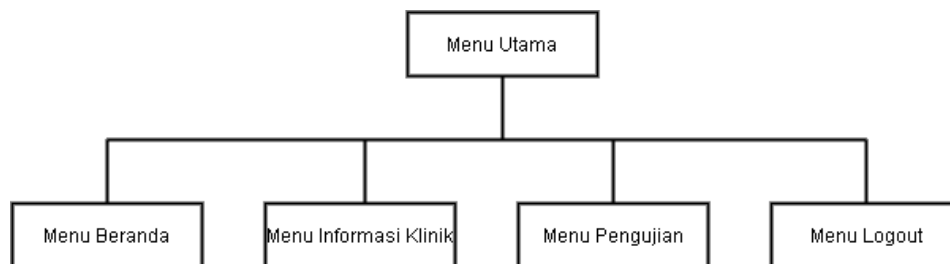 Menu Utama
Menu Beranda
Menu Informasi Klinik
Menu Pengujian
Menu Logout